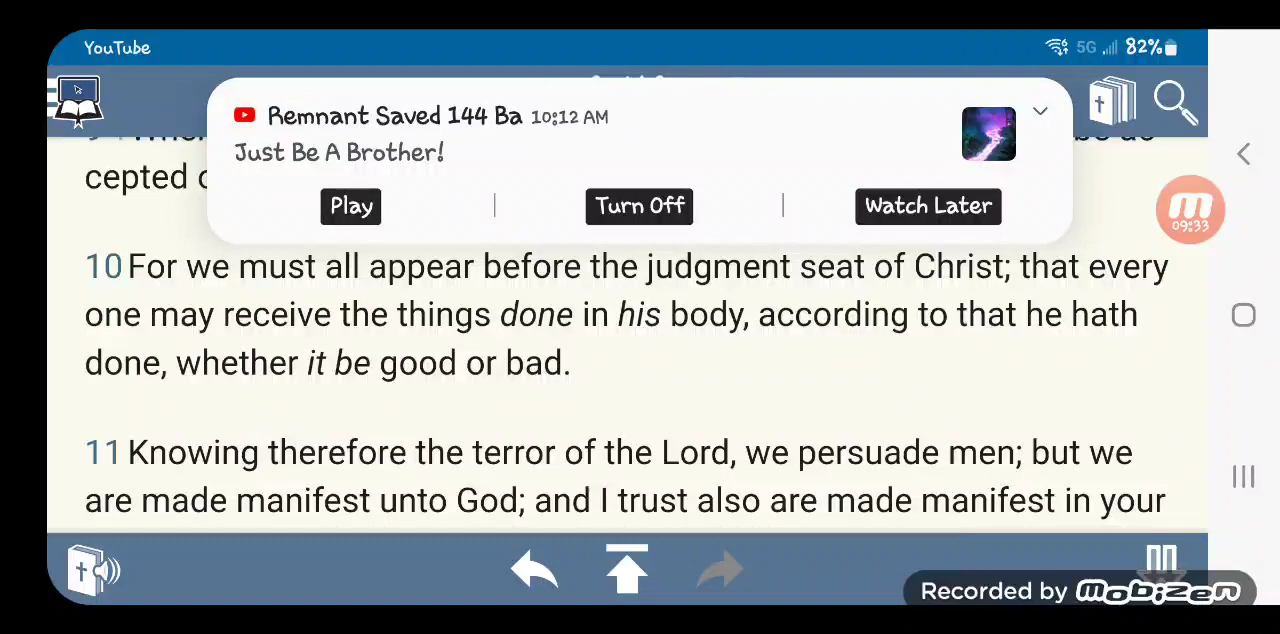 YouTube 5G 82%
Remnant Saved 144 Ba 10:12 AM
Just Be A Brother!
cepted
Play | Turn Off | Watch Later
09:33
10 For we must all appear before the judgment seat of Christ; that every
one may receive the things done in his body, according to that he hath
done, whether it be good or bad.
11 Knowing therefore the terror of the Lord, we persuade men; but we
are made manifest unto God; and I trust also are made manifest in your
Recorded by mobizen